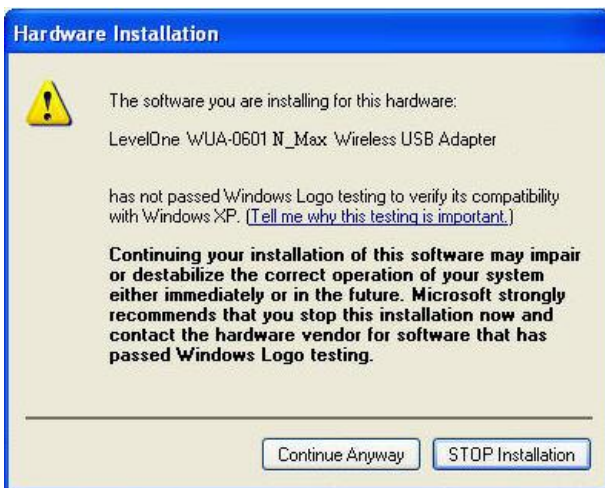 Hardware Installation
The software you are installing for this hardware:
LevelOne WUA-0601 N_Max Wireless USB Adapter
has not passed Windows Logo testing to verify its compatibility
with Windows XP. (Tell me why this testing is important.)
Continuing your installation of this software may impair
or destabilize the correct operation of your system
either immediately or in the future. Microsoft strongly
recommends that you stop this installation now and
contact the hardware vendor for software that has
passed Windows Logo testing.
Continue Anyway STOP Installation